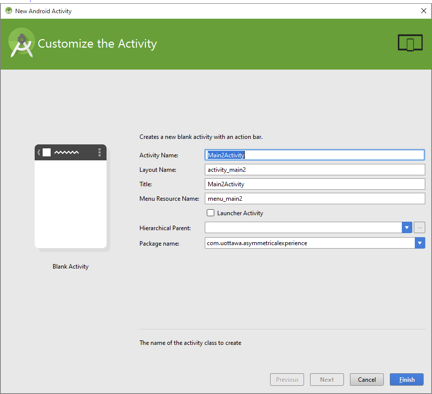 New Android Activity
Customize the Activity
Creates a new blank activity with an action bar.
Activity Name: Main2Activity
Layout Name: activity_main2
Title: Main2Activity
Menu Resource Name: menu_main2
Launcher Activity
Hierarchical Parent: ...
Package name: com.uottawa.asymmetricalexperience
Blank Activity
The name of the activity class to create
Previous Next Cancel Finish